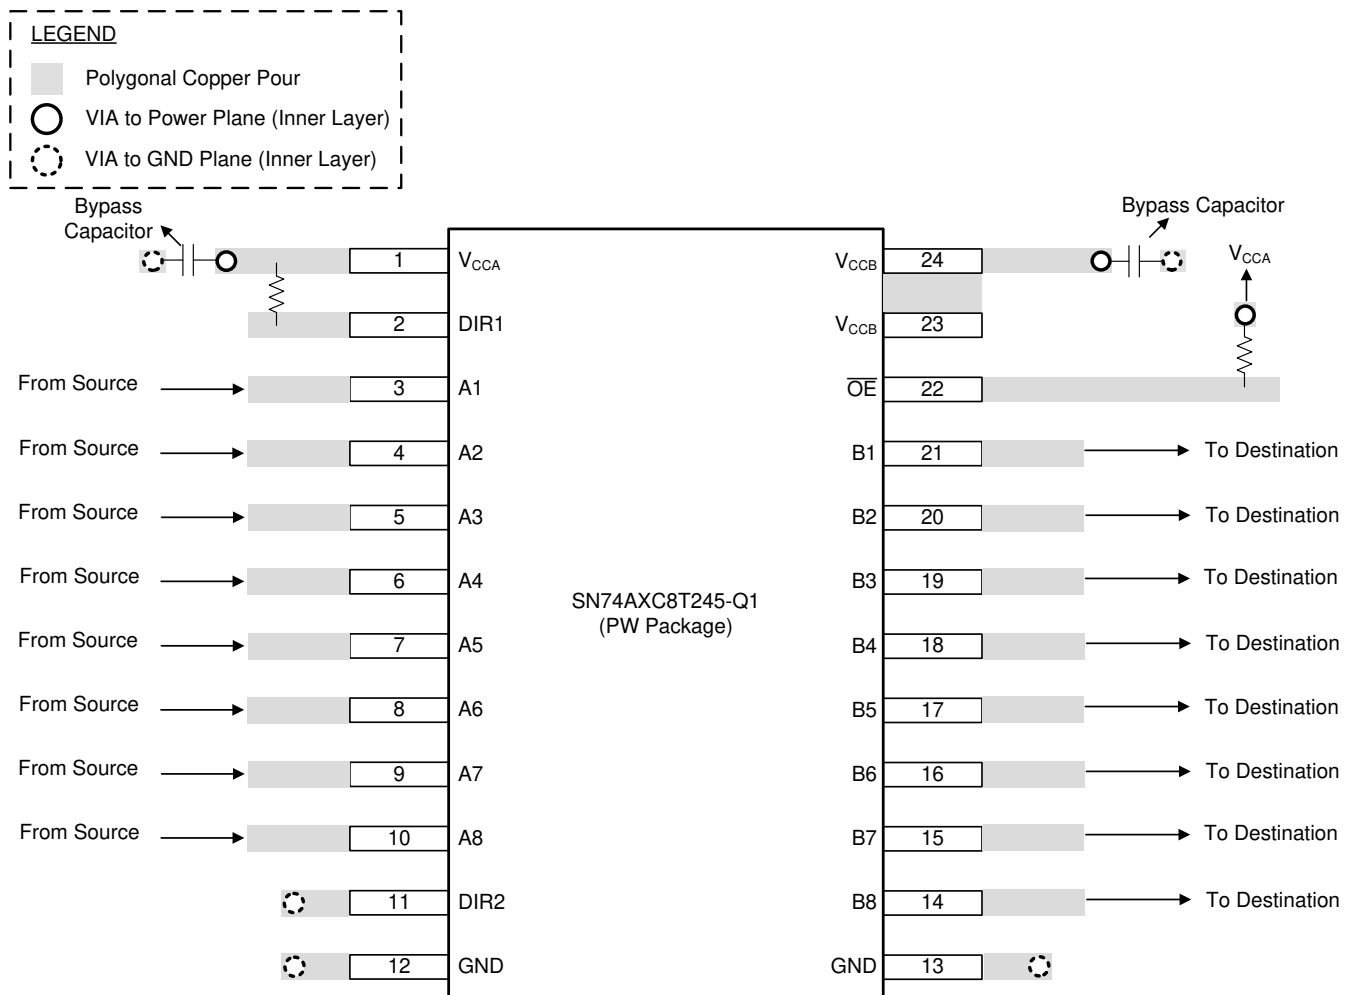 LEGEND
Polygonal Copper Pour
VIA to Power Plane (Inner Layer)
VIA to GND Plane (Inner Layer)
Bypass
Capacitor
Bypass Capacitor
VCCA
1 VCCA
VCCB 24
2 DIR1
VCCB 23
From Source 3 A1
OE 22
From Source 4 A2
B1 21 To Destination
From Source 5 A3
B2 20 To Destination
From Source 6 A4
B3 19 To Destination
SN74AXC8T245-Q1
(PW Package)
From Source 7 A5
B4 18 To Destination
From Source 8 A6
B5 17 To Destination
From Source 9 A7
B6 16 To Destination
From Source 10 A8
B7 15 To Destination
11 DIR2
B8 14 To Destination
12 GND
GND 13